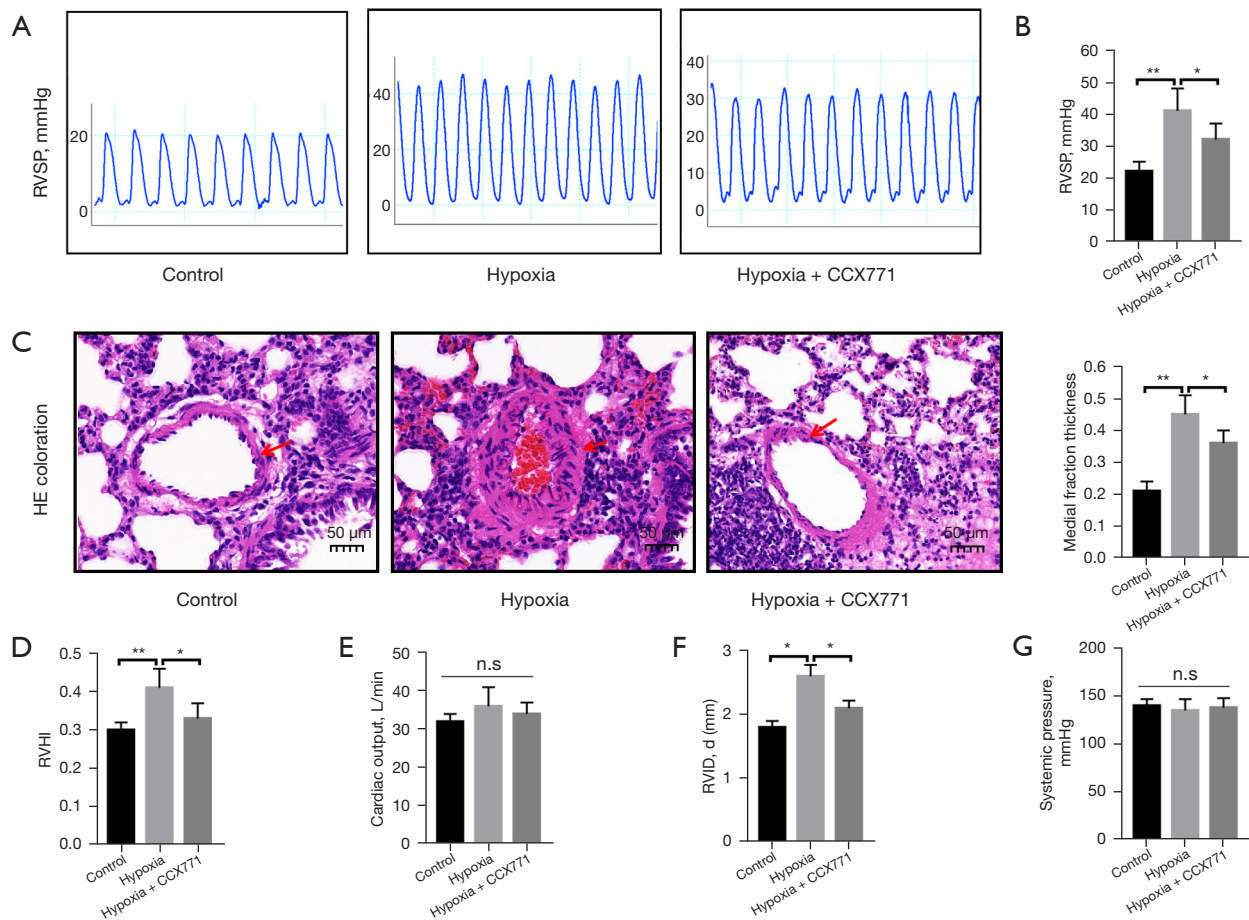 A
RVSP, mmHg
20
0
Control
40
20
0
Hypoxia
40
30
20
10
0
Hypoxia + CCX771
B
RVSP, mmHg
60
50
40
30
20
10
0
**
*
Control
Hypoxia
Hypoxia + CCX771
C
HE coloration
50 μm
Control
50 μm
Hypoxia
50 μm
Hypoxia + CCX771
Medial fraction thickness
0.6
0.5
0.4
0.3
0.2
0.1
0.0
**
*
Control
Hypoxia
Hypoxia + CCX771
D
RVHI
0.5
0.4
0.3
0.2
0.1
0.0
**
*
Control
Hypoxia
Hypoxia + CCX771
E
Cardiac output, L/min
50
40
30
20
10
0
n.s
Control
Hypoxia
Hypoxia + CCX771
F
RVID, d (mm)
3
2
1
0
*
*
Control
Hypoxia
Hypoxia + CCX771
G
Systemic pressure,
mmHg
200
150
100
50
0
n.s
Control
Hypoxia
Hypoxia + CCX771